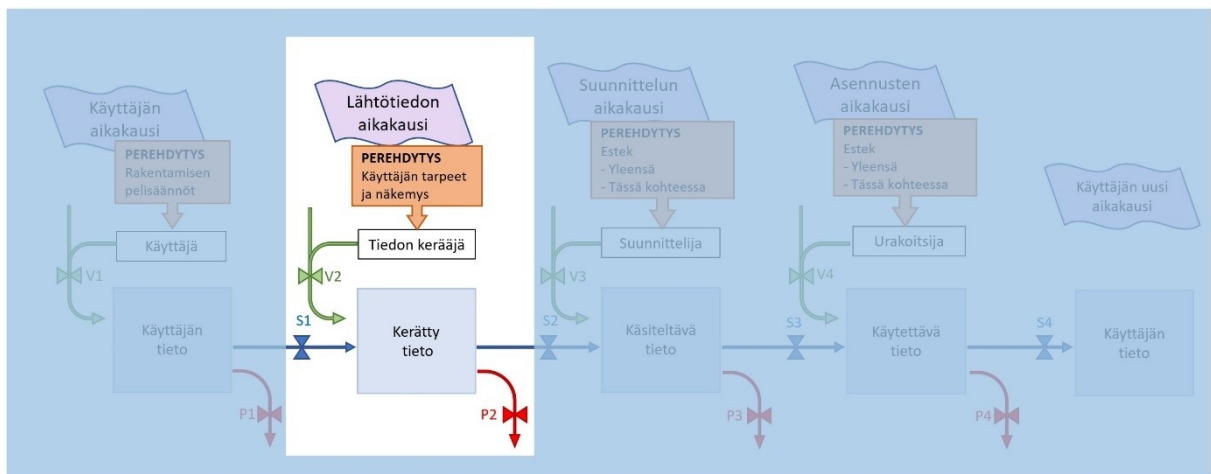 Käyttäjän
aikakausi
PEREHDYTYS
Rakentamisen
pelisäännöt
Käyttäjä
V1
Käyttäjän
tieto
P1
Lähtötiedon
aikakausi
PEREHDYTYS
Käyttäjän tarpeet
ja näkemys
Tiedon kerääjä
V2
S1
Kerätty
tieto
P2
Suunnittelun
aikakausi
PEREHDYTYS
Estek
- Yleensä
- Tässä kohteessa
Suunnittelija
V3
S2
Käsiteltävä
tieto
P3
Asennusten
aikakausi
PEREHDYTYS
Estek
- Yleensä
- Tässä kohteessa
Urakoitsija
V4
S3
Käytettävä
tieto
P4
Käyttäjän uusi
aikakausi
S4
Käyttäjän
tieto